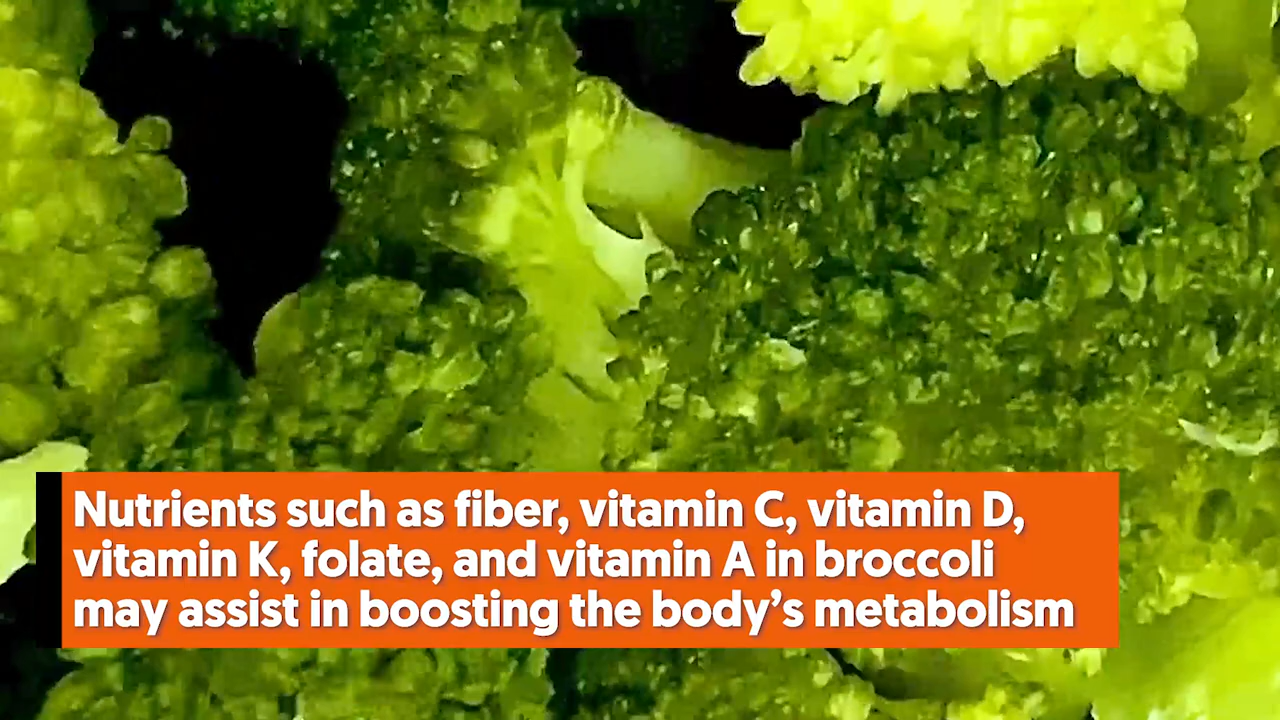 Nutrients such as fiber, vitamin C, vitamin D,
vitamin K, folate, and vitamin A in broccoli
may assist in boosting the body’s metabolism